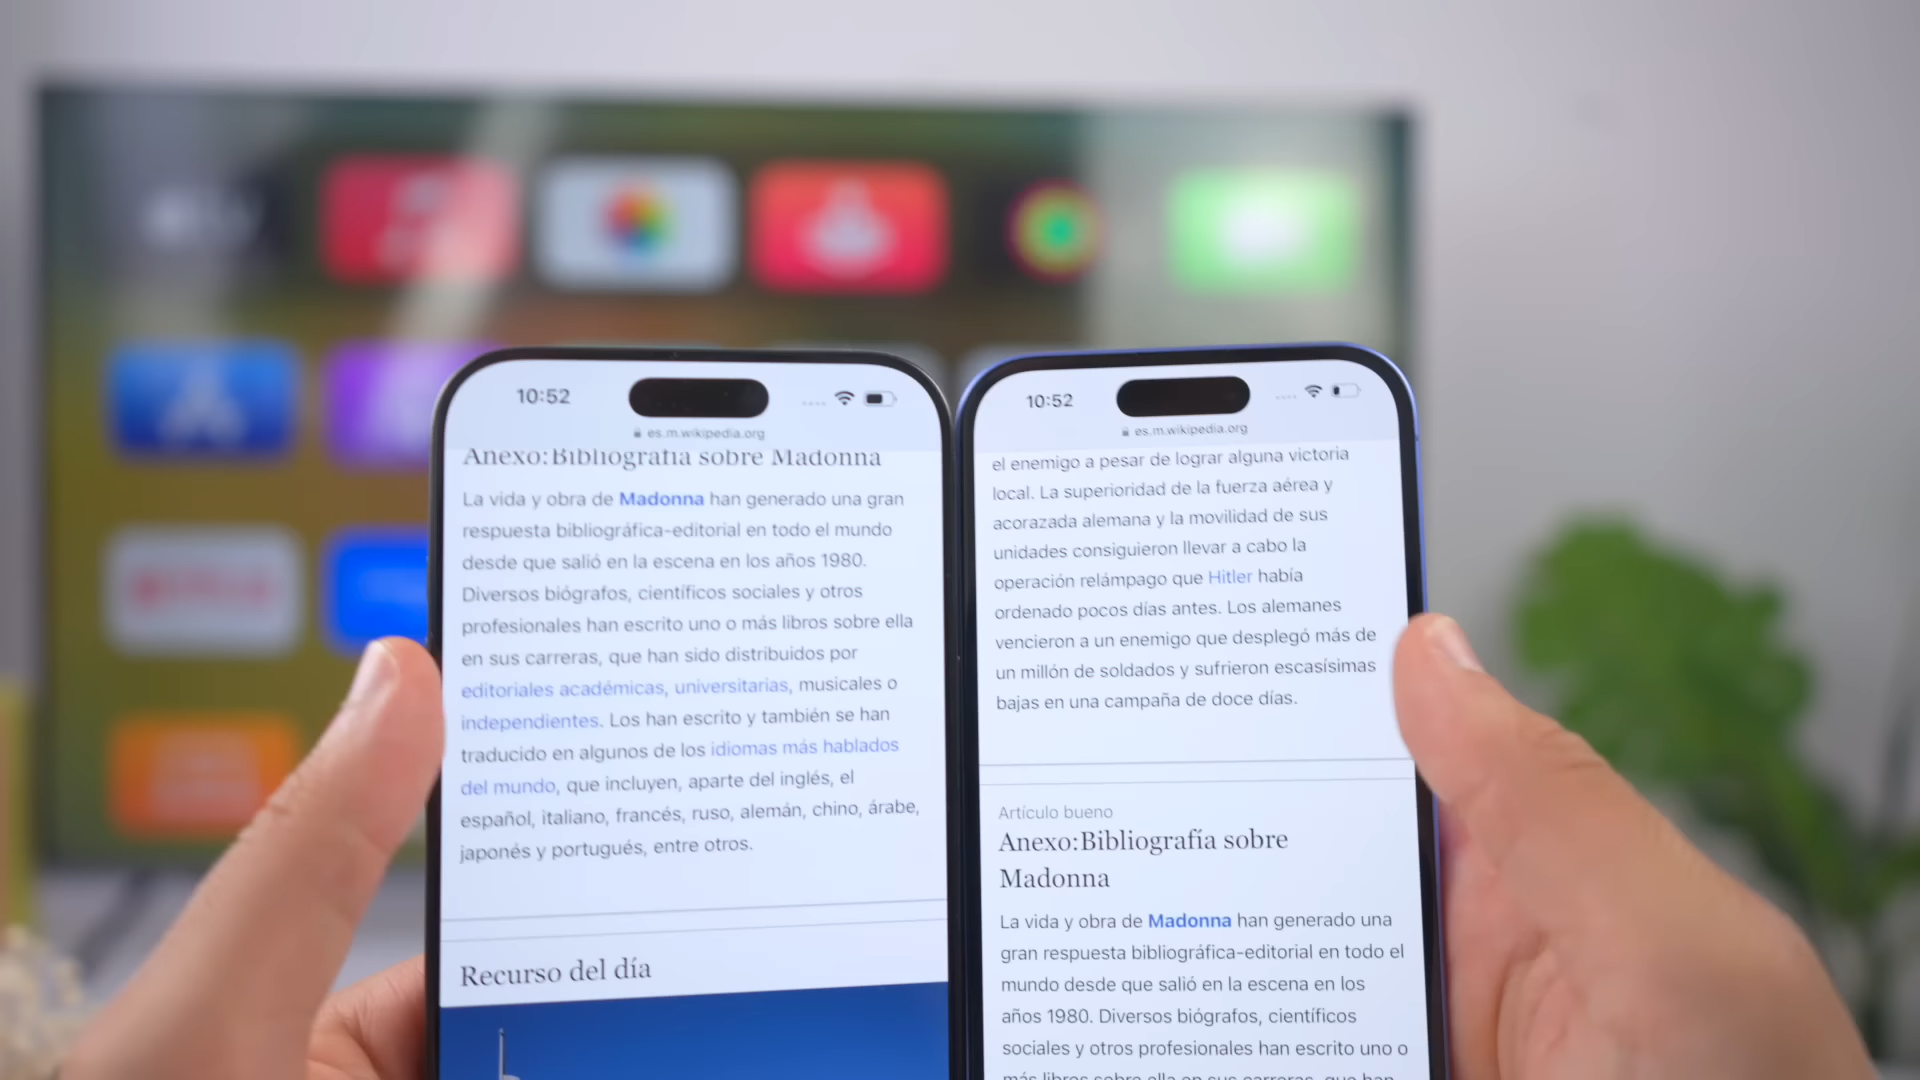 10:52
es.m.wikipedia.org
Anexo:Bibliografía sobre Madonna
La vida y obra de Madonna han generado una gran
respuesta bibliográfica-editorial en todo el mundo
desde que salió en la escena en los años 1980.
Diversos biógrafos, científicos sociales y otros
profesionales han escrito uno o más libros sobre ella
en sus carreras, que han sido distribuidos por
editoriales académicas, universitarias, musicales o
independientes. Los han escrito y también se han
traducido en algunos de los idiomas más hablados
del mundo, que incluyen, aparte del inglés, el
español, italiano, francés, ruso, alemán, chino, árabe,
japonés y portugués, entre otros.
Recurso del día
10:52
es.m.wikipedia.org
el enemigo a pesar de lograr alguna victoria
local. La superioridad de la fuerza aérea y
acorazada alemana y la movilidad de sus
unidades consiguieron llevar a cabo la
operación relámpago que Hitler había
ordenado pocos días antes. Los alemanes
vencieron a un enemigo que desplegó más de
un millón de soldados y sufrieron escasísimas
bajas en una campaña de doce días.
Artículo bueno
Anexo:Bibliografía sobre
Madonna
La vida y obra de Madonna han generado una
gran respuesta bibliográfica-editorial en todo el
mundo desde que salió en la escena en los
años 1980. Diversos biógrafos, científicos
sociales y otros profesionales han escrito uno o
más libros sobre ella en sus carreras, que han